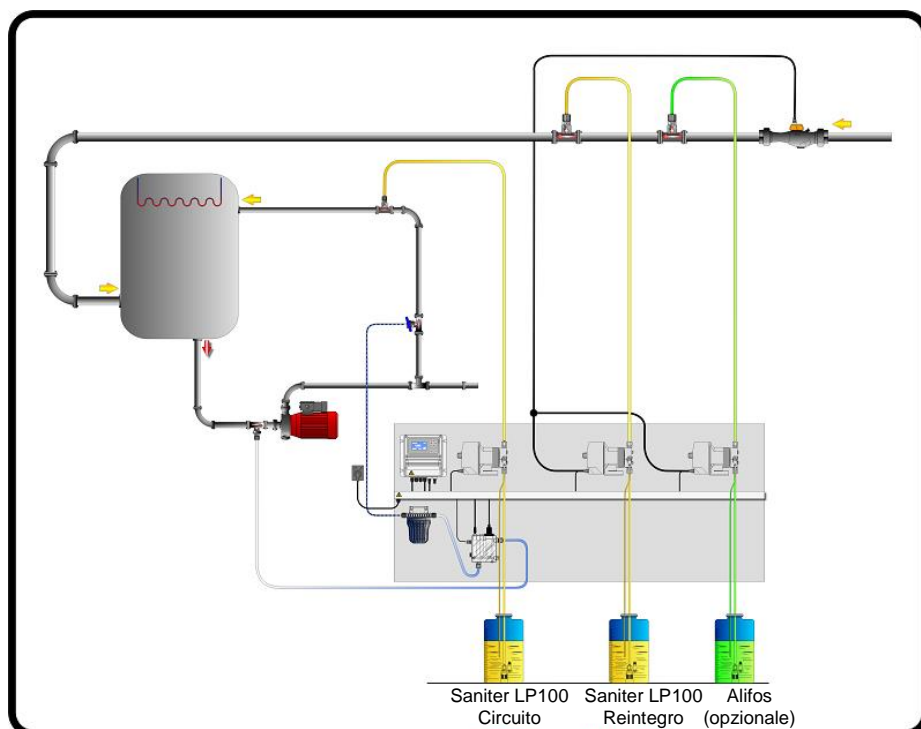 Saniter LP100
Circuito
Saniter LP100
Reintegro
Alifos
(opzionale)